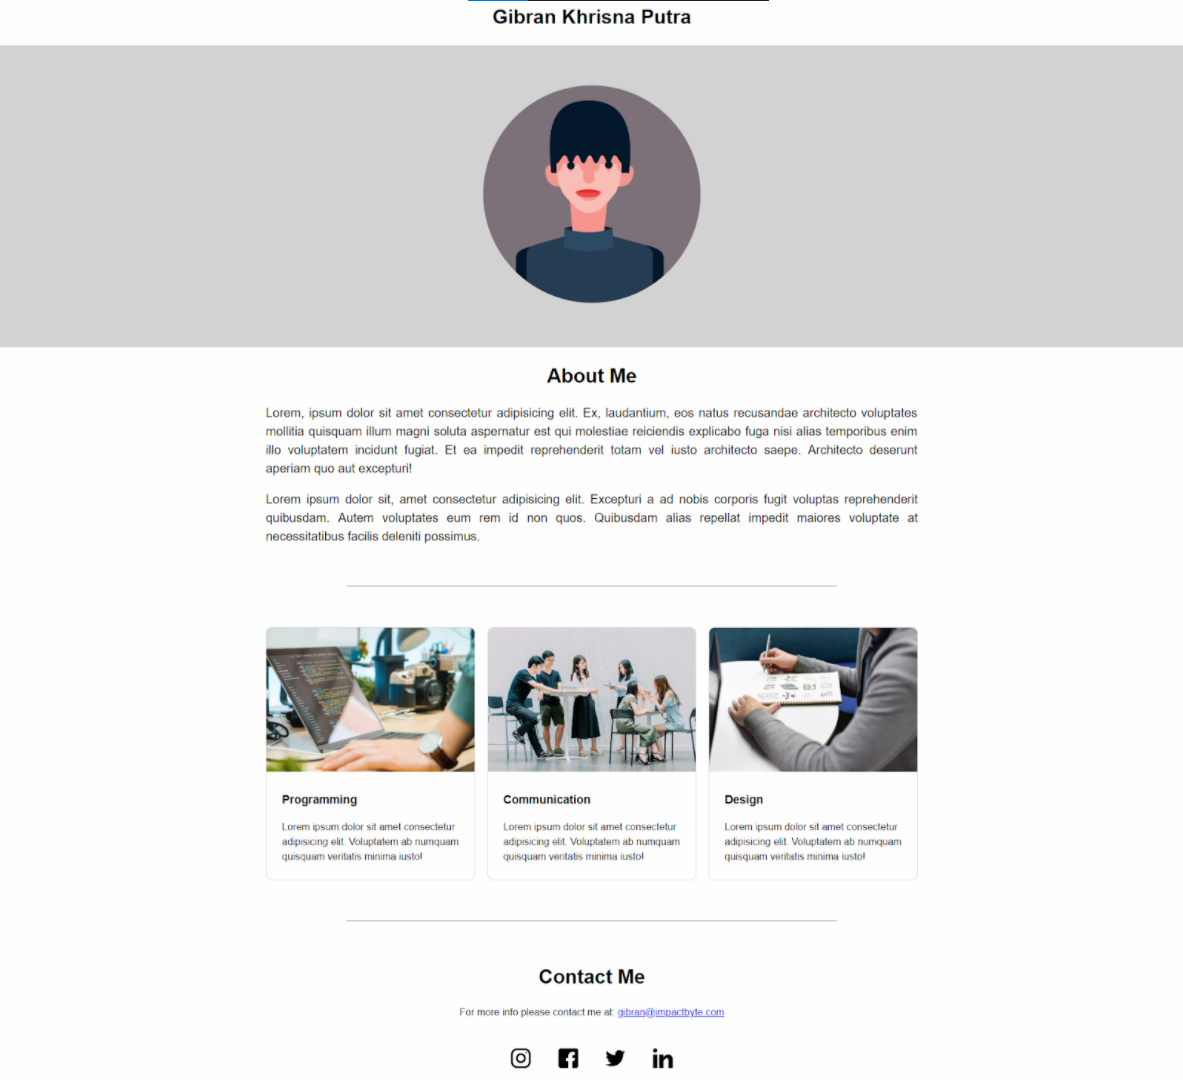 Gibran Khrisna Putra
About Me
Lorem, ipsum dolor sit amet consectetur adipisicing elit. Ex, laudantium, eos natus recusandae architecto voluptates
mollitia quisquam illum magni soluta aspernatur est qui molestiae reiciendis explicabo fuga nisi alias temporibus enim
illo voluptatem incidunt fugiat. Et ea impedit reprehenderit totam vel iusto architecto saepe. Architecto deserunt
aperiam quo aut excepturi!
Lorem ipsum dolor sit, amet consectetur adipisicing elit. Excepturi a ad nobis corporis fugit voluptas reprehenderit
quibusdam. Autem voluptates eum rem id non quos. Quibusdam alias repellat impedit maiores voluptate at
necessitatibus facilis deleniti possimus.
Programming
Lorem ipsum dolor sit amet consectetur
adipisicing elit. Voluptatem ab numquam
quisquam veritatis minima iusto!
Communication
Lorem ipsum dolor sit amet consectetur
adipisicing elit. Voluptatem ab numquam
quisquam veritatis minima iusto!
Design
Lorem ipsum dolor sit amet consectetur
adipisicing elit. Voluptatem ab numquam
quisquam veritatis minima iusto!
Contact Me
For more info please contact me at: gibran@impactbyte.com